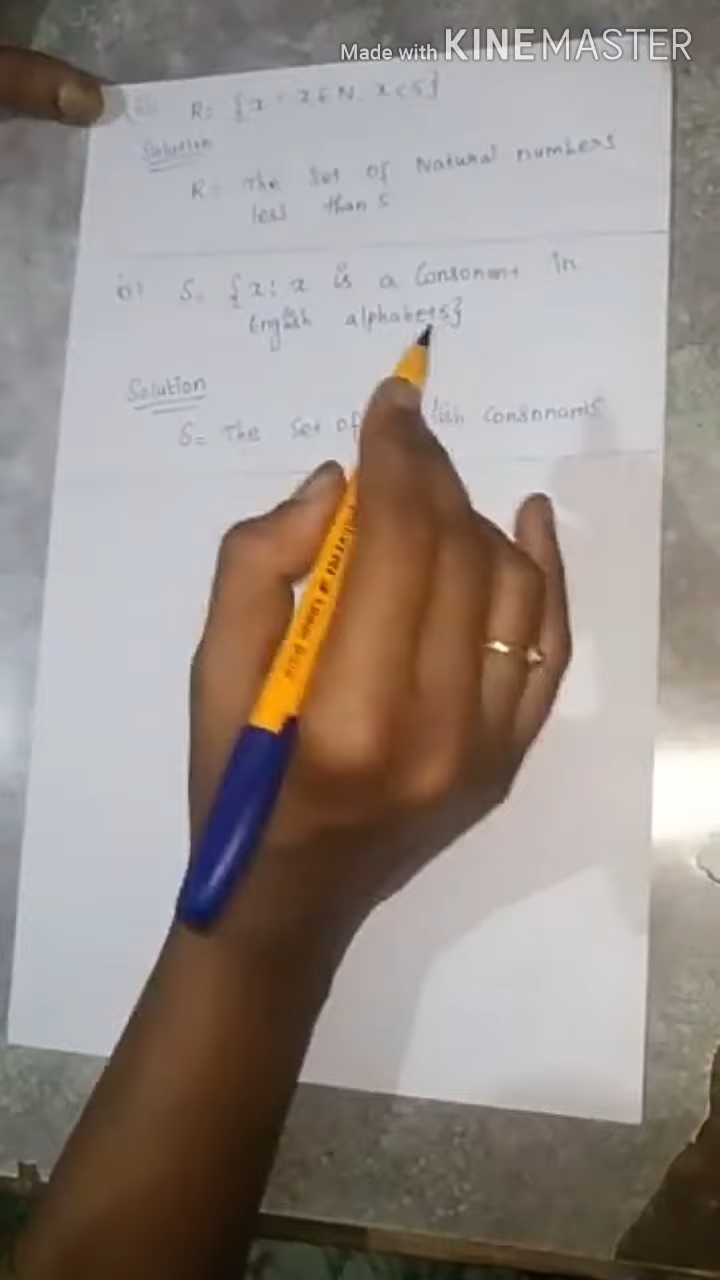 Made with KINEMASTER
R= {x : x ∈ N, x < 5}
Solution
R= The Set of Natural numbers
less than 5
S= {x : x is a Consonant in
English alphabets}
Solution
S= The Set of lish Consonants